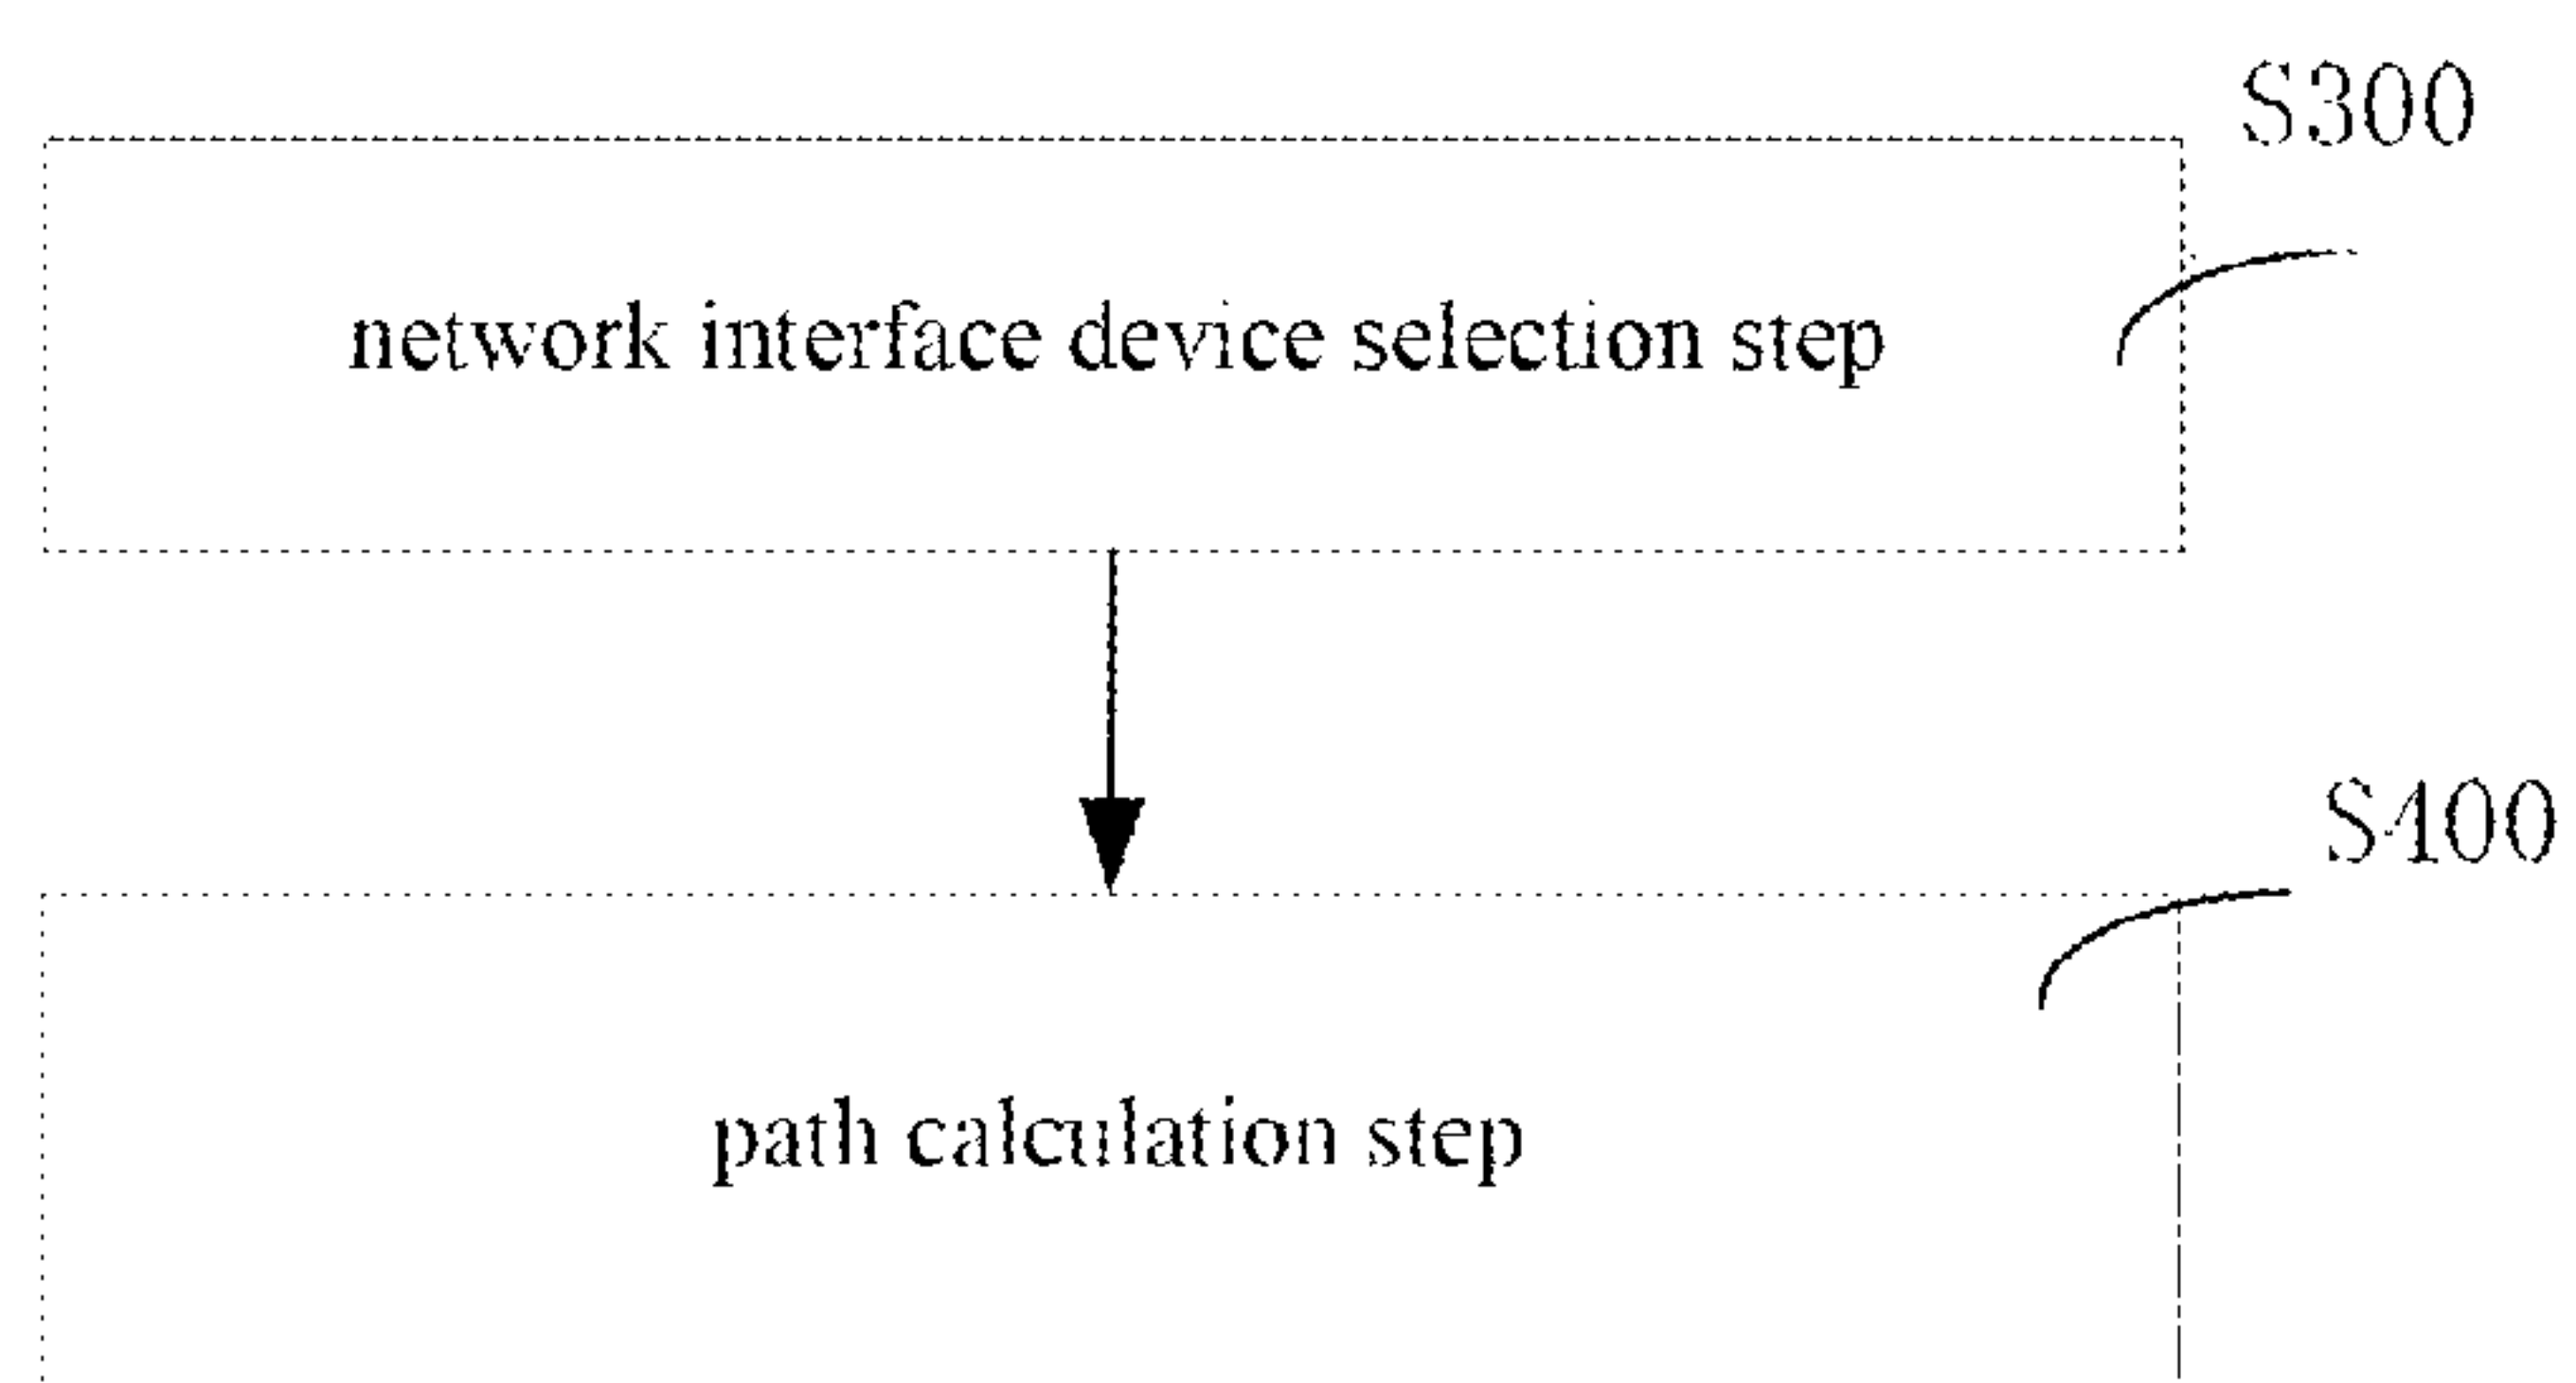 S300
network interface device selection step
S400
path calculation step